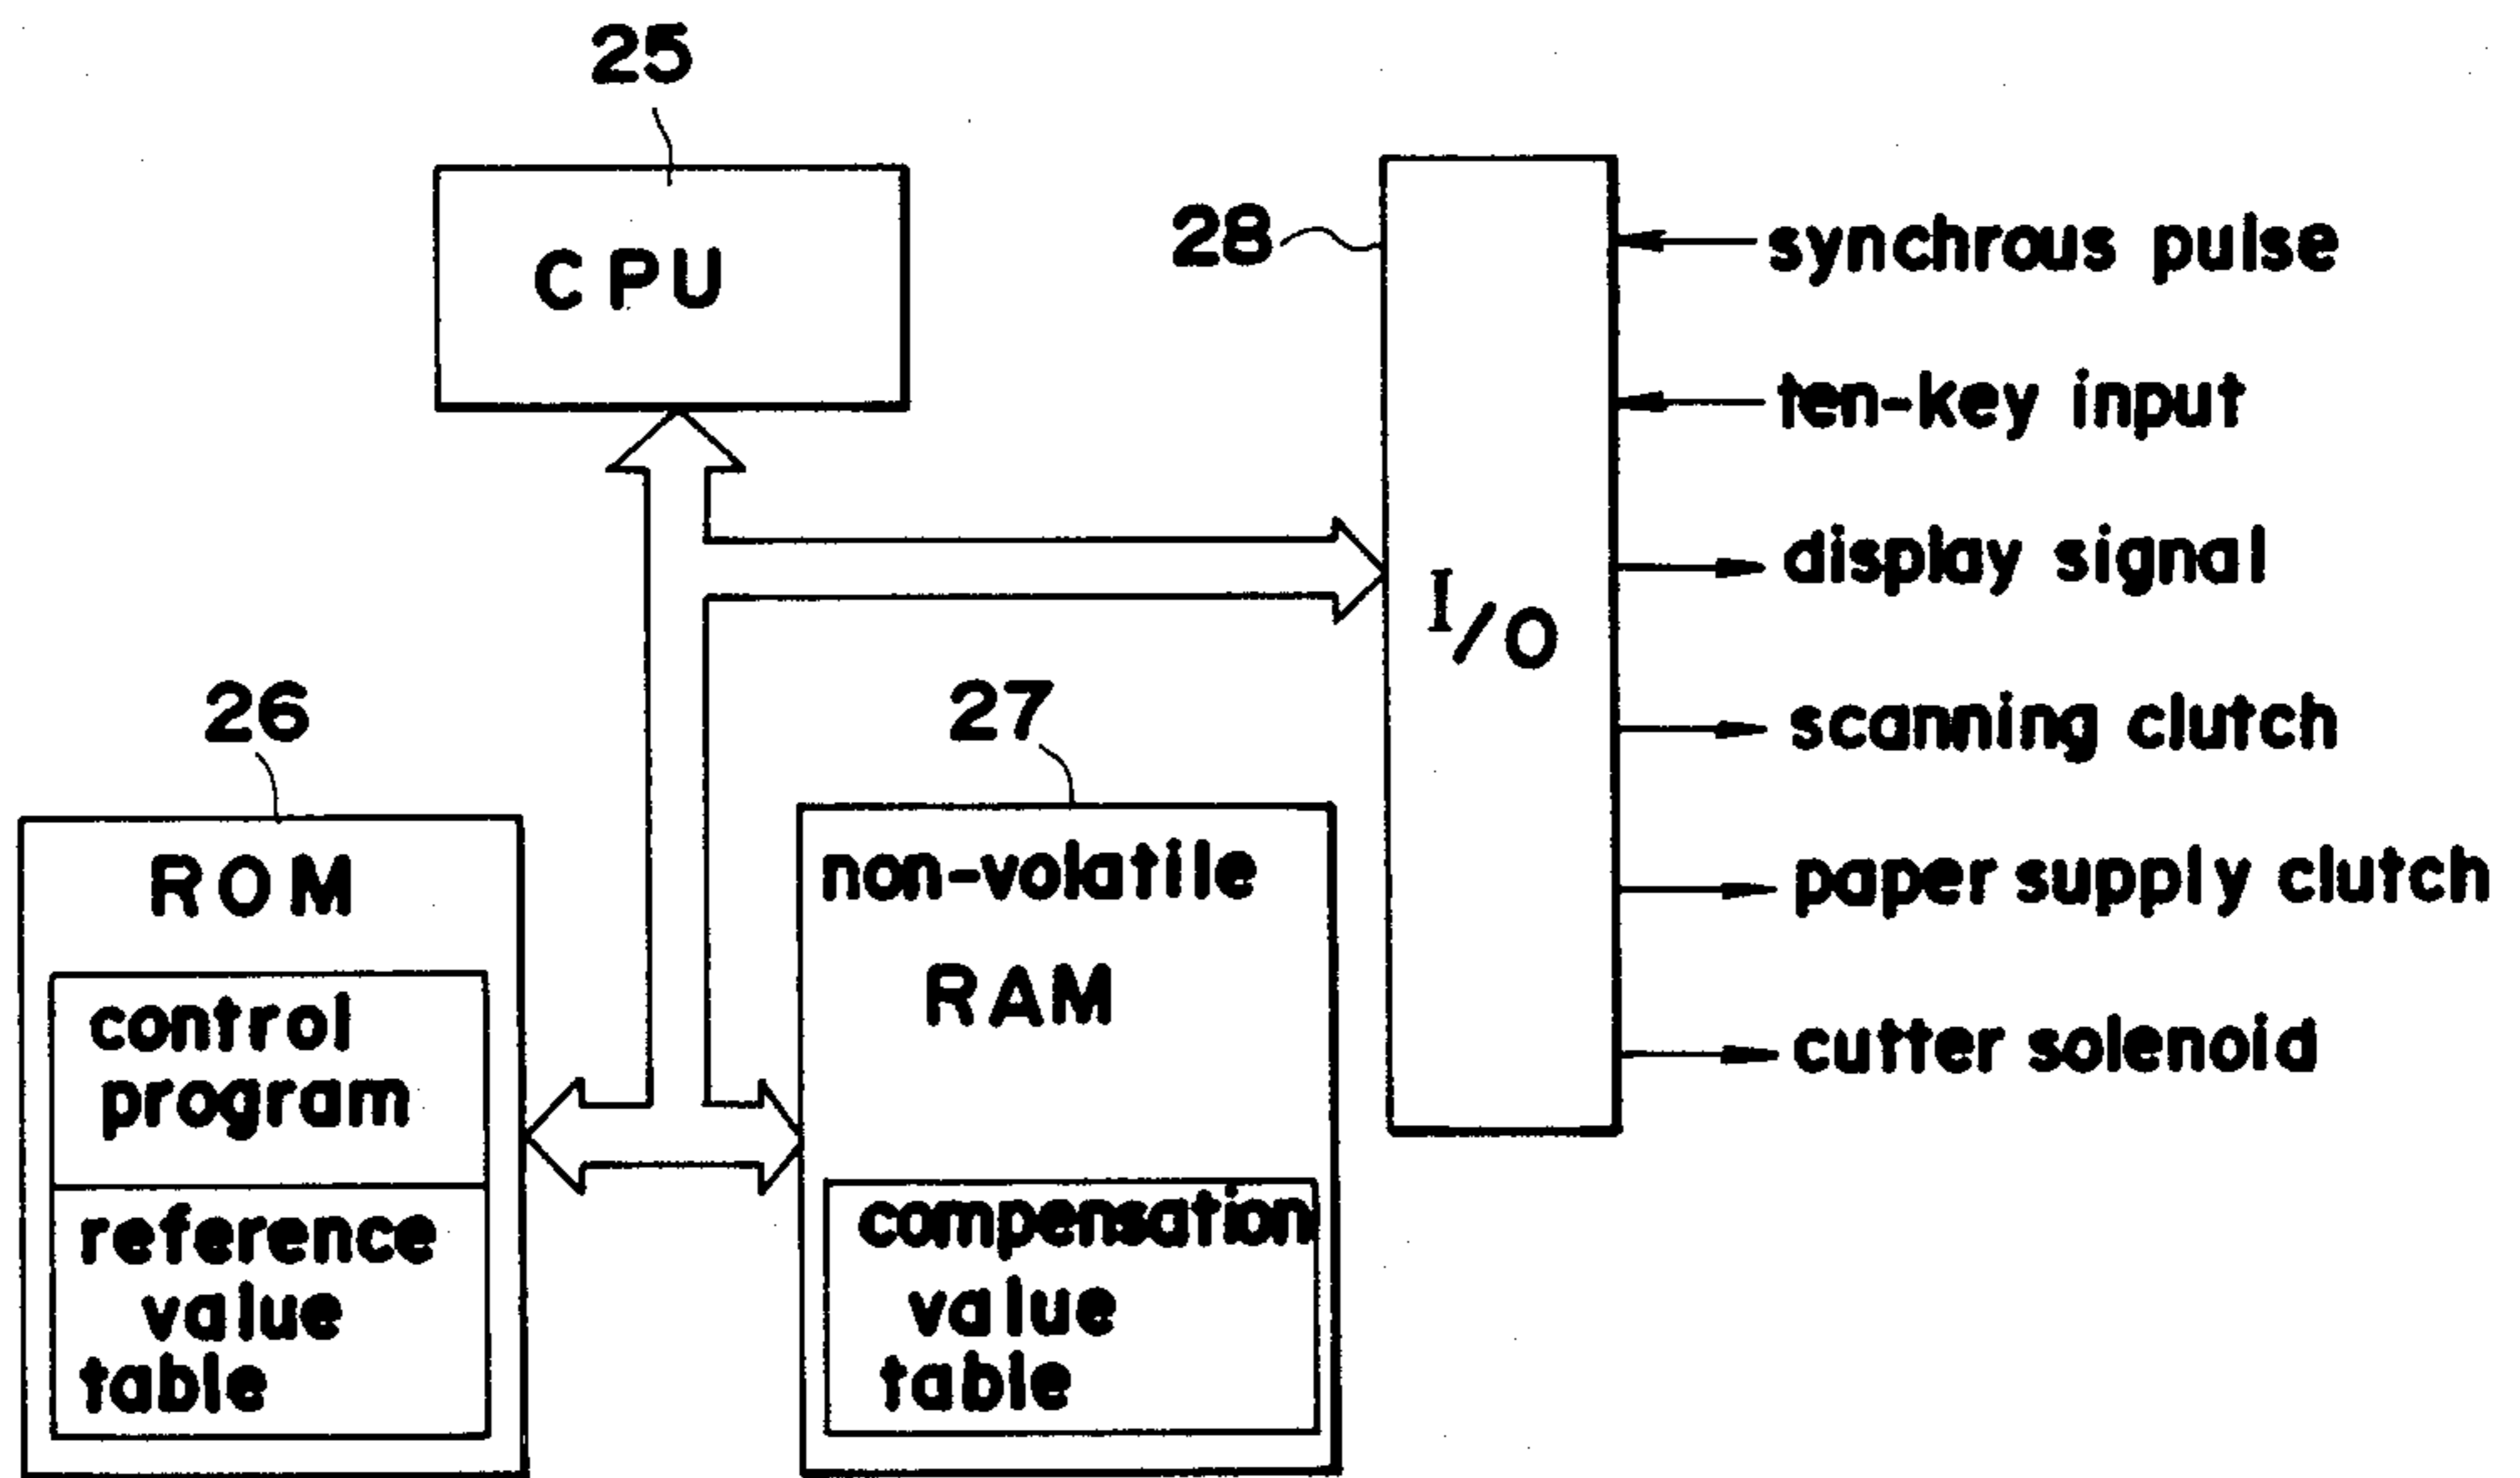 25
CPU
28
synchrous pulse
ten-key input
display signal
I/O
scanning clutch
paper supply clutch
cutter solenoid
26
ROM
control
program
reference
value
table
27
non-volatile
RAM
compensation
value
table